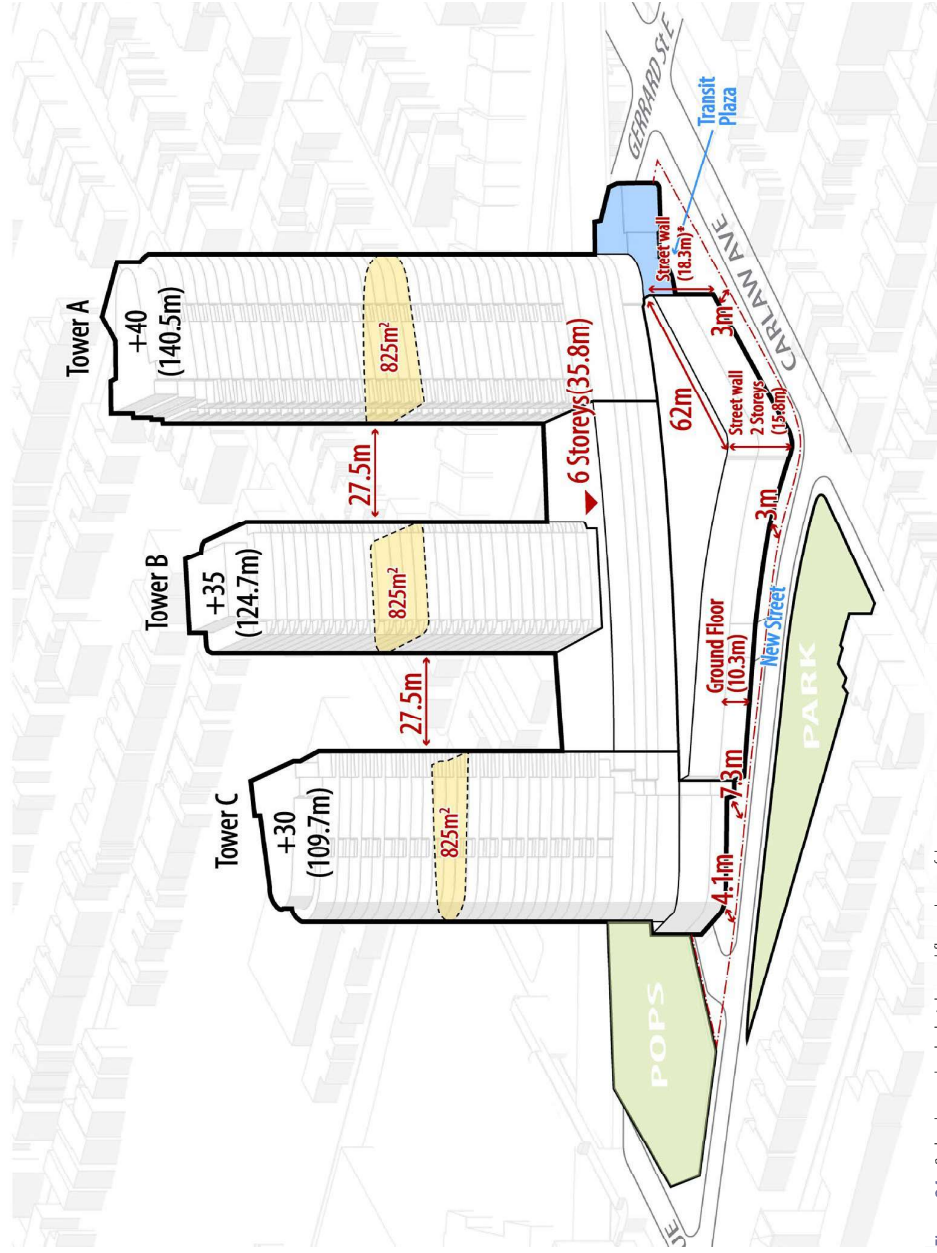 Tower A
+40
(140.5m)
825m²
27.5m
Tower B
+35
(124.7m)
825m²
27.5m
Tower C
+30
(109.7m)
825m²
6 Storeys(35.8m)
GERRARD St E
Transit
Plaza
Street wall
(18.3m)*
3m
CARLAW AVE
62m
Street wall
2 Storeys
(15.8m)
3m
Ground Floor
(10.3m)
New Street
7.3m
4.1m
PARK
POPS
UE